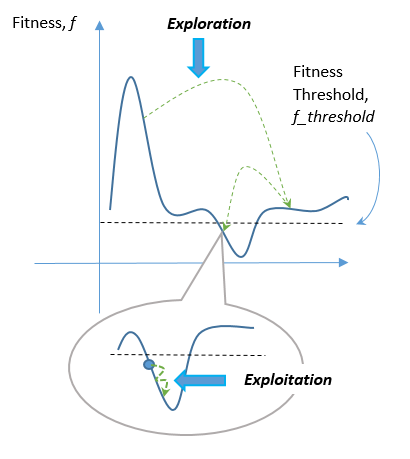 Fitness, f
Exploration
Fitness
Threshold,
f_threshold
Exploitation